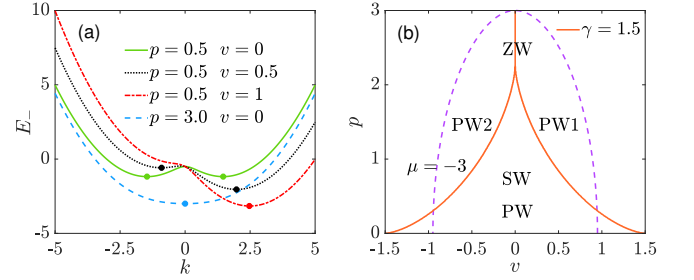 (a)
p = 0.5 v = 0
p = 0.5 v = 0.5
p = 0.5 v = 1
p = 3.0 v = 0
E_
10
5
0
-5
-5 -2.5 0 2.5 5
k
(b)
γ = 1.5
ZW
PW2 PW1
μ = −3
SW
PW
p
3
2
1
0
-1.5 -1 -0.5 0 0.5 1 1.5
v